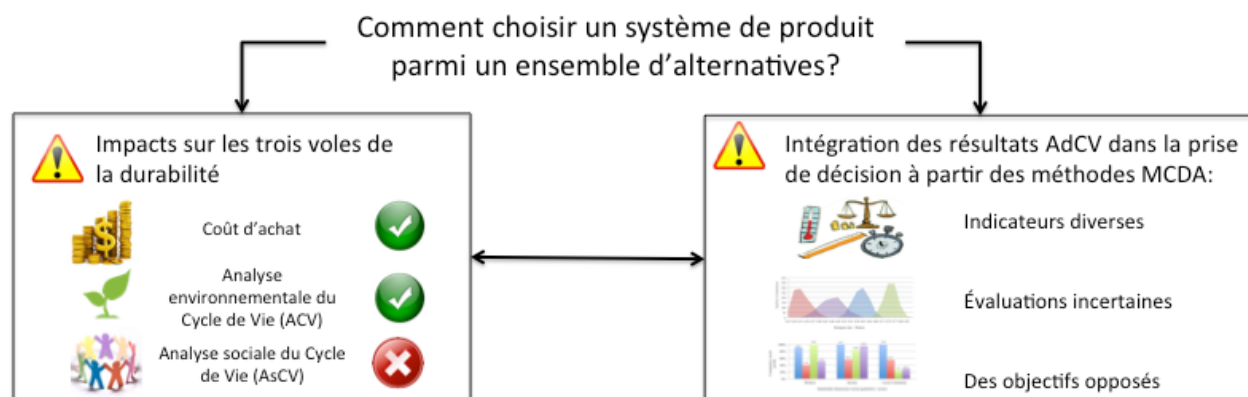 Comment choisir un système de produit
parmi un ensemble d'alternatives?
Impacts sur les trois voles de
la durabilité
Coût d'achat
Analyse
environnementale du
Cycle de Vie (ACV)
Analyse sociale du Cycle
de Vie (AsCV)
Intégration des résultats AdCV dans la prise
de décision à partir des méthodes MCDA:
Indicateurs diverses
Évaluations incertaines
Des objectifs opposés